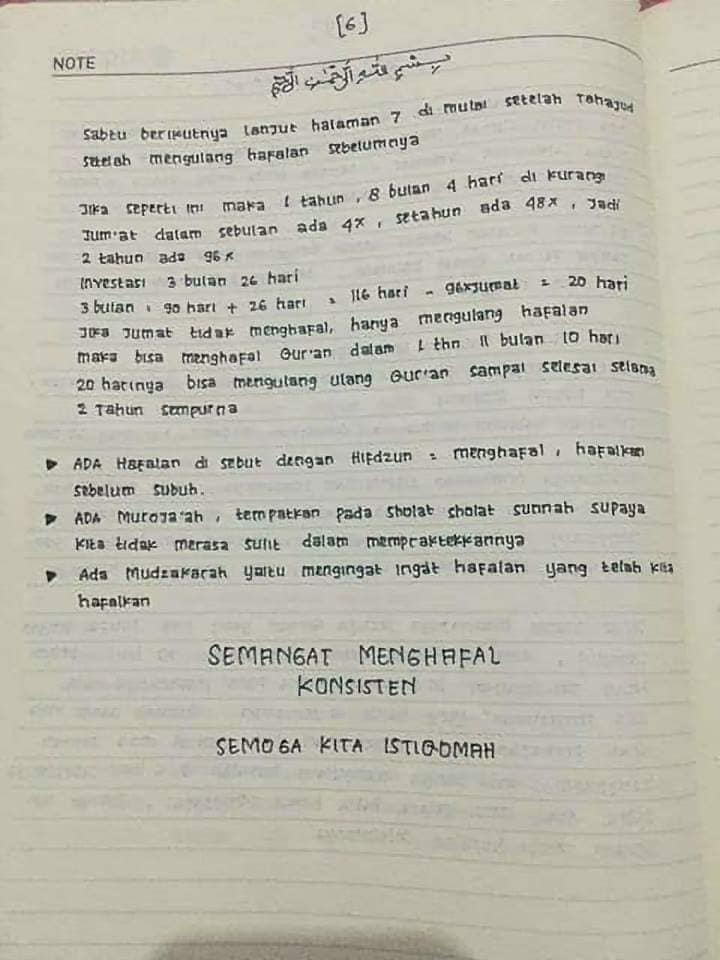 [6]
NOTE
بسم الله الرحمن الرحيم
Sabtu berikutnya lanjut halaman 7 di mulai setelah Tahajud
setelah mengulang hafalan sebelumnya
Jika seperti ini maka 1 tahun, 8 bulan 4 hari di kurangi
Jum'at dalam sebulan ada 4x, setahun ada 48x, Jadi
2 tahun ada 96x
Investasi 3 bulan 26 hari
3 bulan : 90 hari + 26 hari = 116 hari - 96xJumat = 20 hari
Jika Jumat tidak menghafal, hanya mengulang hafalan
maka bisa menghafal Qur'an dalam 1 thn 11 bulan 10 hari
20 harinya bisa mengulang ulang Qur'an sampai selesai selama
2 Tahun sempurna
► ADA Hafalan di sebut dengan Hifdzun = menghafal, hafalkan
sebelum subuh.
► ADA Muroja'ah, tempatkan pada sholat sholat sunnah supaya
kita tidak merasa sulit dalam mempraktekkannya
► Ada Mudzakarah yaitu mengingat ingat hafalan yang telah kita
hafalkan
SEMANGAT MENGHAFAL
KONSISTEN
SEMOGA KITA ISTIQOMAH